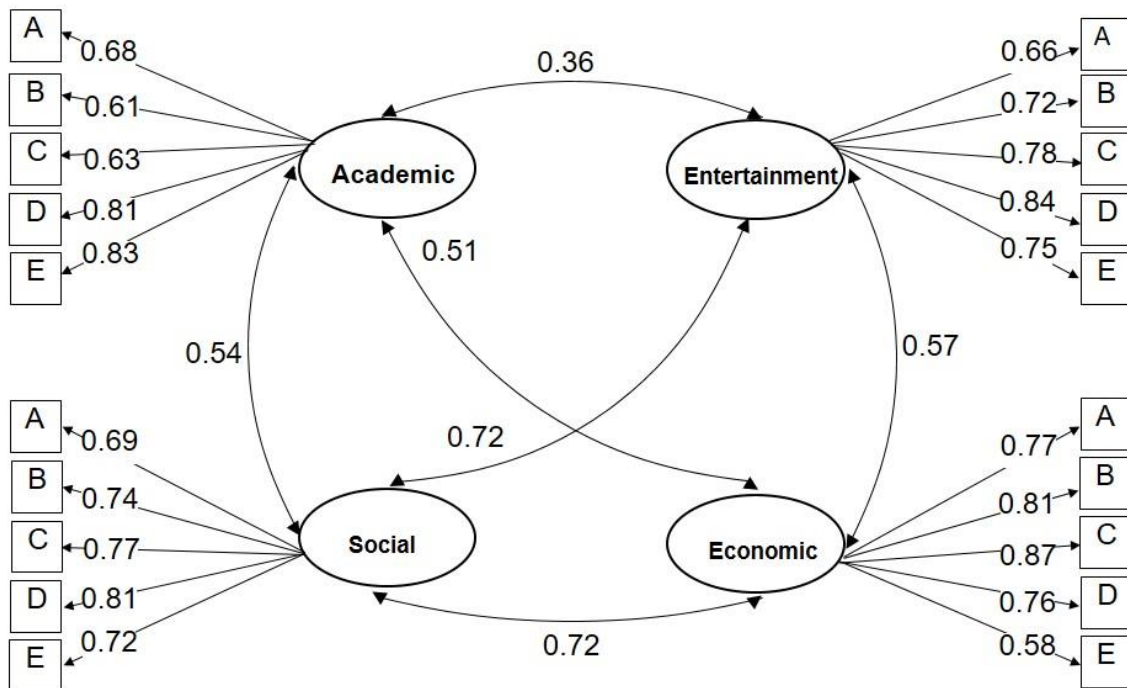 A
0.68
B
0.61
C
0.63
D
0.81
E
0.83
Academic
0.36
Entertainment
A
0.66
B
0.72
C
0.78
D
0.84
E
0.75
0.54
0.51
0.72
0.57
A
0.69
B
0.74
C
0.77
D
0.81
E
0.72
Social
0.72
Economic
A
0.77
B
0.81
C
0.87
D
0.76
E
0.58